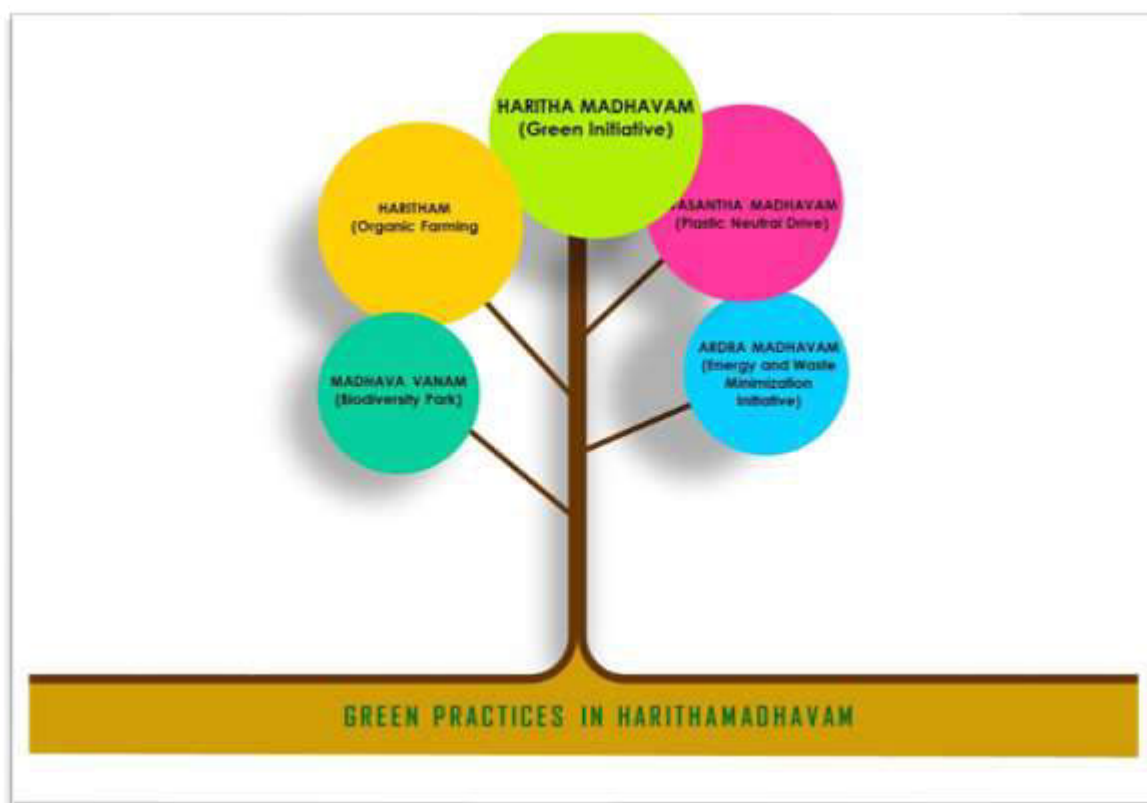 HARITHA MADHAVAM
(Green Initiative)
HARITHAM
(Organic Farming
VASANTHA MADHAVAM
(Plastic Neutral Drive)
MADHAVA VANAM
(Biodiversity Park)
ARDRA MADHAVAM
(Energy and Waste
Minimization
Initiative)
GREEN PRACTICES IN HARITHAMADHAVAM